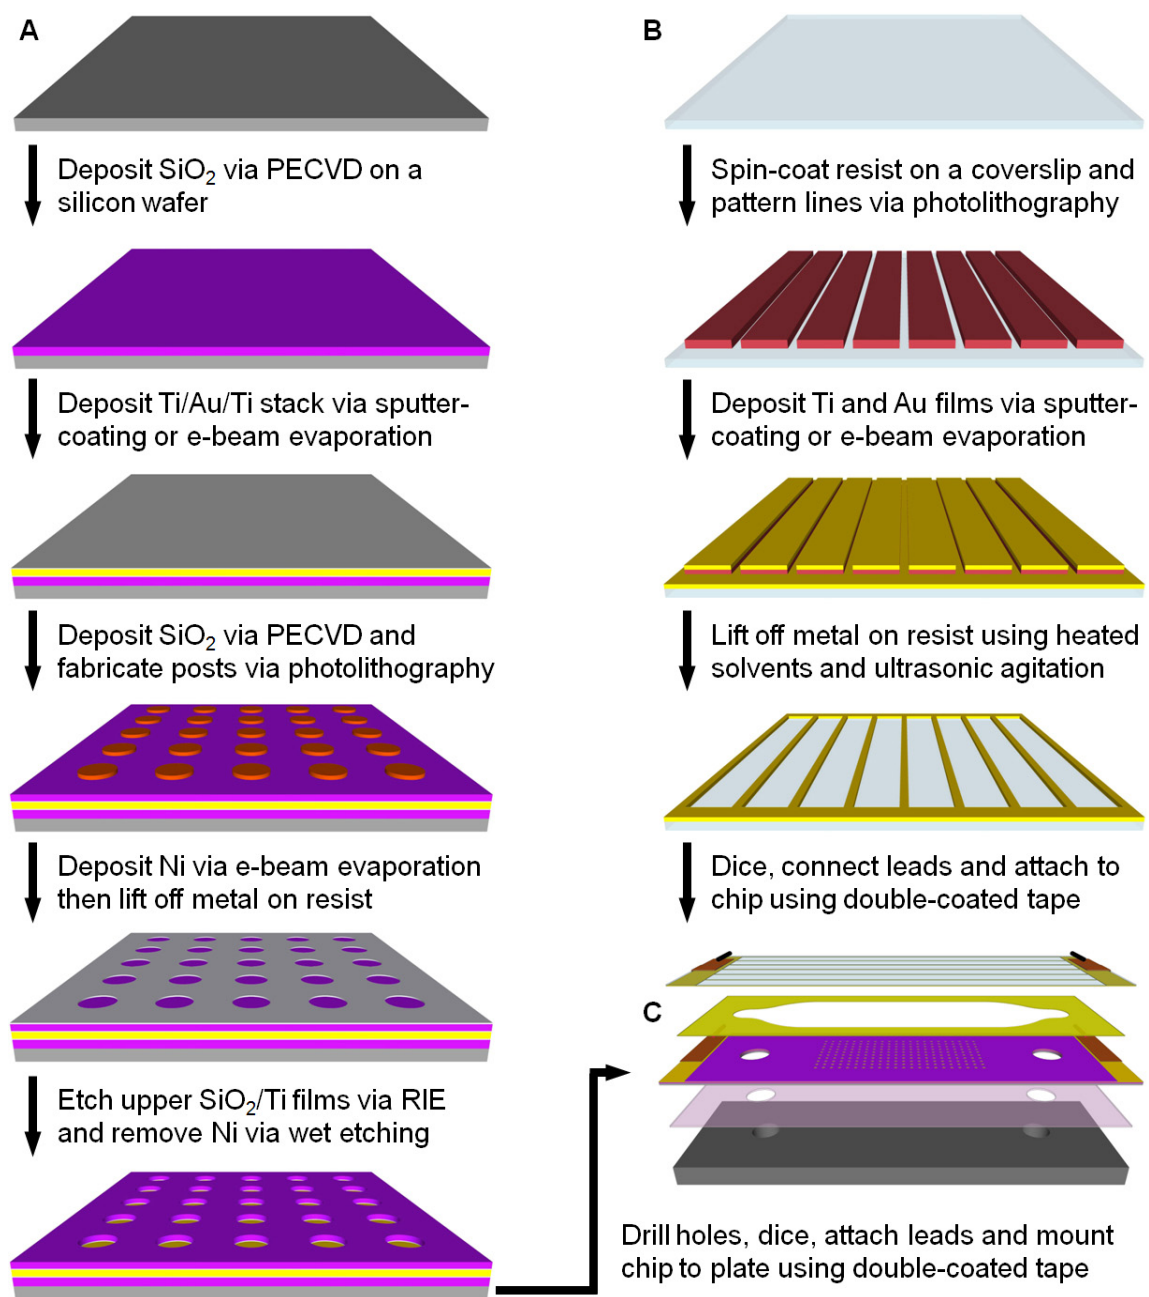 A
Deposit SiO₂ via PECVD on a
silicon wafer
Deposit Ti/Au/Ti stack via sputter-
coating or e-beam evaporation
Deposit SiO₂ via PECVD and
fabricate posts via photolithography
Deposit Ni via e-beam evaporation
then lift off metal on resist
Etch upper SiO₂/Ti films via RIE
and remove Ni via wet etching
B
Spin-coat resist on a coverslip and
pattern lines via photolithography
Deposit Ti and Au films via sputter-
coating or e-beam evaporation
Lift off metal on resist using heated
solvents and ultrasonic agitation
Dice, connect leads and attach to
chip using double-coated tape
C
Drill holes, dice, attach leads and mount
chip to plate using double-coated tape